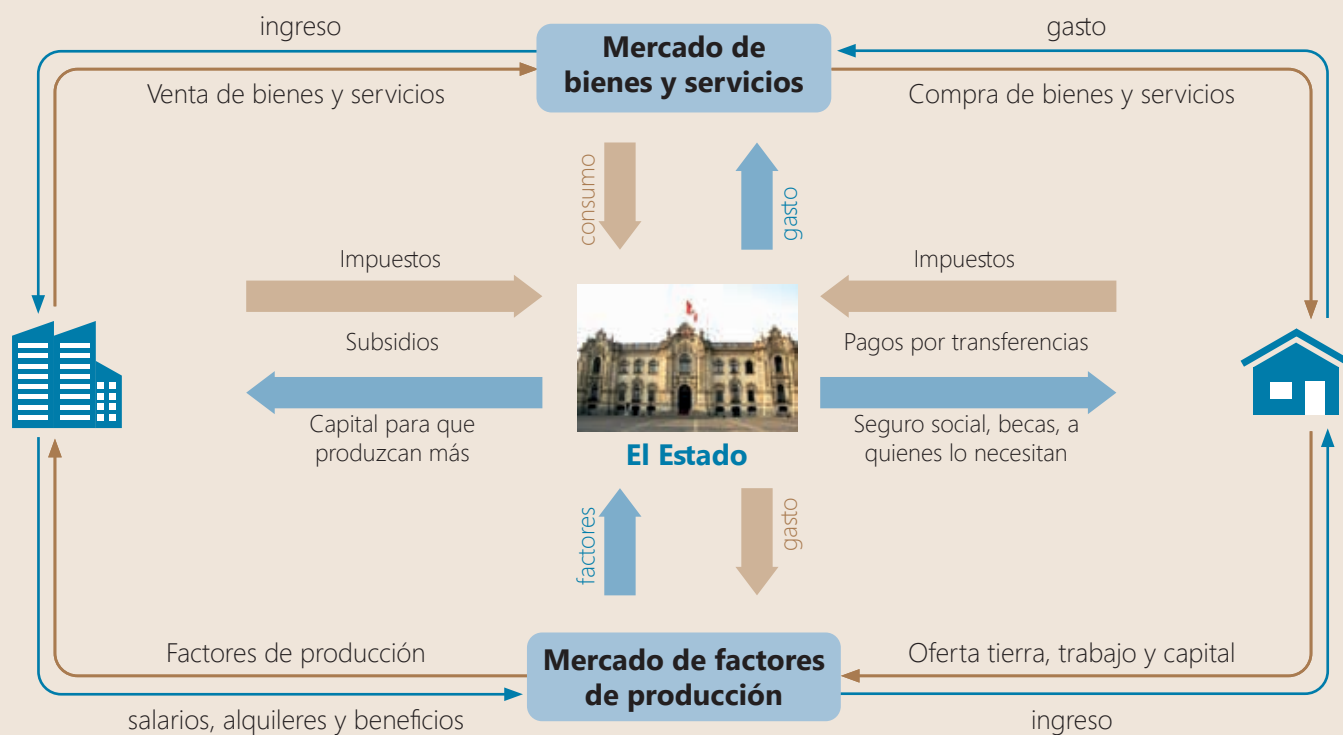 ingreso
gasto
Mercado de
bienes y servicios
Venta de bienes y servicios
Compra de bienes y servicios
consumo
gasto
Impuestos
Impuestos
Subsidios
Pagos por transferencias
Capital para que
produzcan más
Seguro social, becas, a
quienes lo necesitan
El Estado
factores
gasto
Factores de producción
Oferta tierra, trabajo y capital
Mercado de factores
de producción
salarios, alquileres y beneficios
ingreso